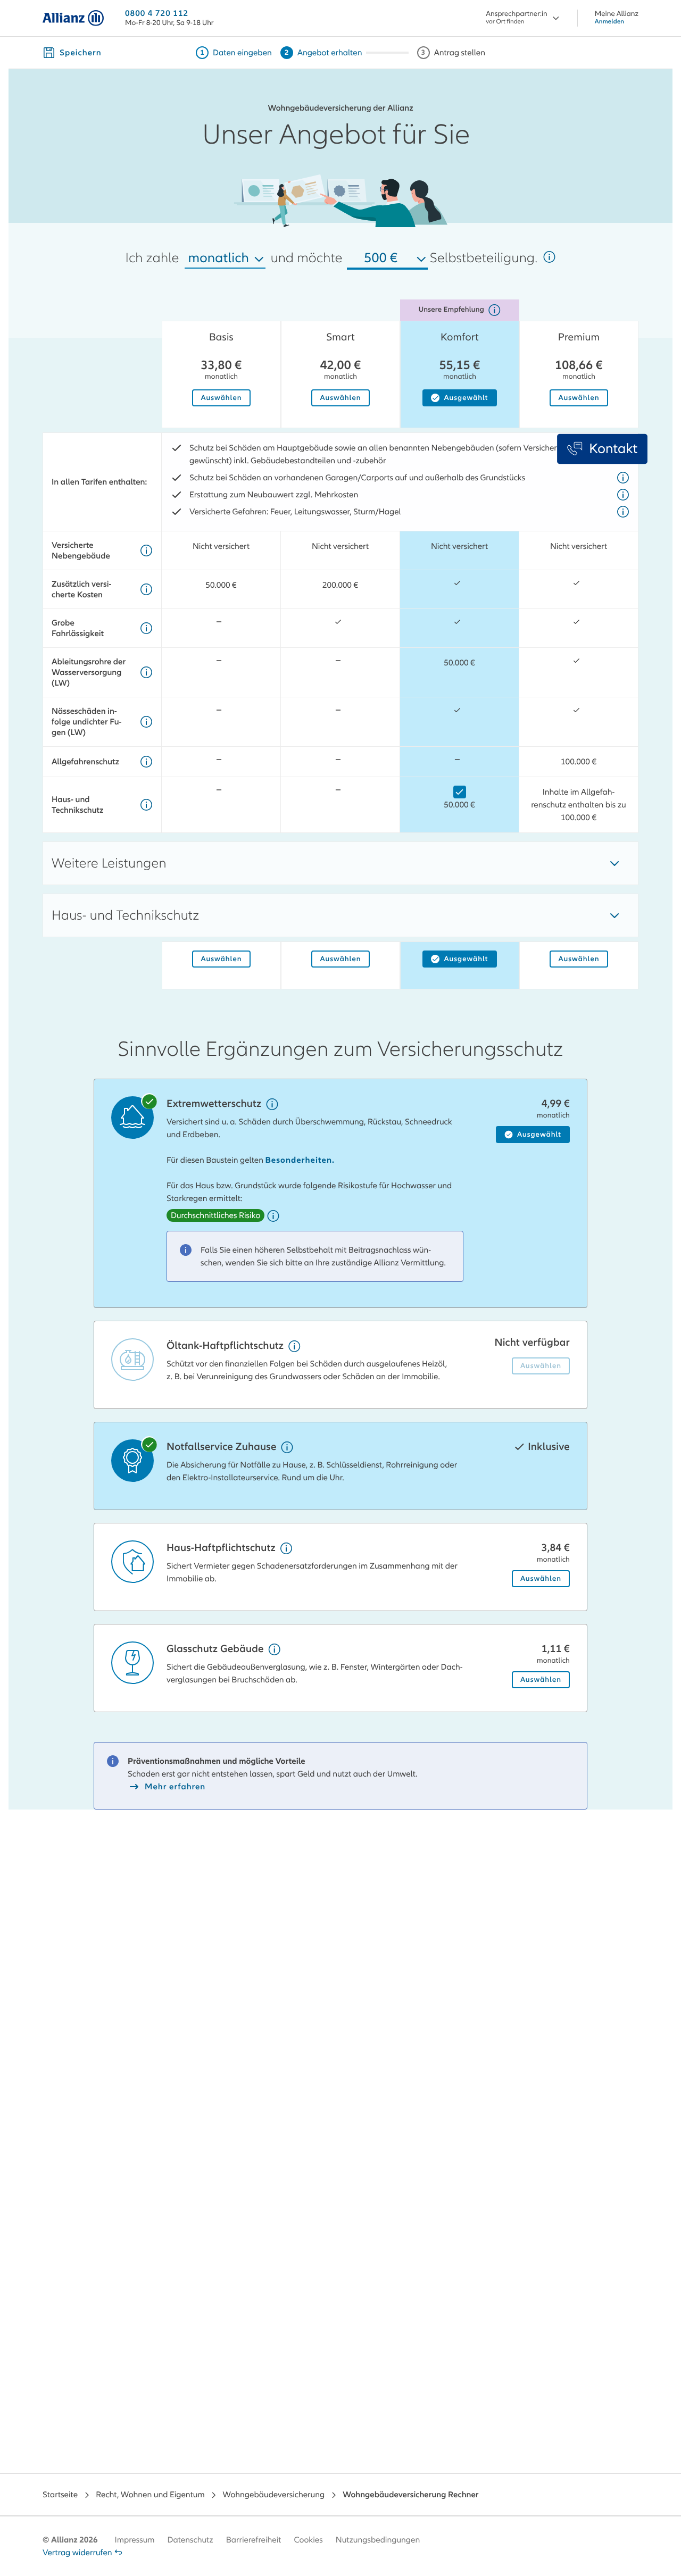 Allianz
0800 4 720 112
Mo-Fr 8-20 Uhr, Sa 9-18 Uhr
Ansprechpartner:in
vor Ort finden
Meine Allianz
Anmelden
Speichern
1 Daten eingeben
2 Angebot erhalten
3 Antrag stellen
Wohngebäudeversicherung der Allianz
Unser Angebot für Sie
Ich zahle monatlich und möchte 500 € Selbstbeteiligung.
Unsere Empfehlung
Basis
33,80 €
monatlich
Auswählen
Smart
42,00 €
monatlich
Auswählen
Komfort
55,15 €
monatlich
Ausgewählt
Premium
108,66 €
monatlich
Auswählen
Kontakt
In allen Tarifen enthalten:
Schutz bei Schäden am Hauptgebäude sowie an allen benannten Nebengebäuden (sofern Versicher
gewünscht) inkl. Gebäudebestandteilen und -zubehör
Schutz bei Schäden an vorhandenen Garagen/Carports auf und außerhalb des Grundstücks
Erstattung zum Neubauwert zzgl. Mehrkosten
Versicherte Gefahren: Feuer, Leitungswasser, Sturm/Hagel
Versicherte
Nebengebäude
Nicht versichert
Nicht versichert
Nicht versichert
Nicht versichert
Zusätzlich versi-
cherte Kosten
50.000 €
200.000 €
Grobe
Fahrlässigkeit
–
Ableitungsrohre der
Wasserversorgung
(LW)
–
–
50.000 €
Nässeschäden in-
folge undichter Fu-
gen (LW)
–
–
Allgefahrenschutz
–
–
–
100.000 €
Haus- und
Technikschutz
–
–
50.000 €
Inhalte im Allgefah-
renschutz enthalten bis zu
100.000 €
Weitere Leistungen
Haus- und Technikschutz
Auswählen
Auswählen
Ausgewählt
Auswählen
Sinnvolle Ergänzungen zum Versicherungsschutz
Extremwetterschutz
Versichert sind u. a. Schäden durch Überschwemmung, Rückstau, Schneedruck
und Erdbeben.
Für diesen Baustein gelten Besonderheiten.
Für das Haus bzw. Grundstück wurde folgende Risikostufe für Hochwasser und
Starkregen ermittelt:
Durchschnittliches Risiko
Falls Sie einen höheren Selbstbehalt mit Beitragsnachlass wün-
schen, wenden Sie sich bitte an Ihre zuständige Allianz Vermittlung.
4,99 €
monatlich
Ausgewählt
Öltank-Haftpflichtschutz
Schützt vor den finanziellen Folgen bei Schäden durch ausgelaufenes Heizöl,
z. B. bei Verunreinigung des Grundwassers oder Schäden an der Immobilie.
Nicht verfügbar
Auswählen
Notfallservice Zuhause
Die Absicherung für Notfälle zu Hause, z. B. Schlüsseldienst, Rohrreinigung oder
den Elektro-Installateurservice. Rund um die Uhr.
Inklusive
Haus-Haftpflichtschutz
Sichert Vermieter gegen Schadenersatzforderungen im Zusammenhang mit der
Immobilie ab.
3,84 €
monatlich
Auswählen
Glasschutz Gebäude
Sichert die Gebäudeaußenverglasung, wie z. B. Fenster, Wintergärten oder Dach-
verglasungen bei Bruchschäden ab.
1,11 €
monatlich
Auswählen
Präventionsmaßnahmen und mögliche Vorteile
Schaden erst gar nicht entstehen lassen, spart Geld und nutzt auch der Umwelt.
Mehr erfahren
Startseite > Recht, Wohnen und Eigentum > Wohngebäudeversicherung > Wohngebäudeversicherung Rechner
© Allianz 2026 Impressum Datenschutz Barrierefreiheit Cookies Nutzungsbedingungen
Vertrag widerrufen